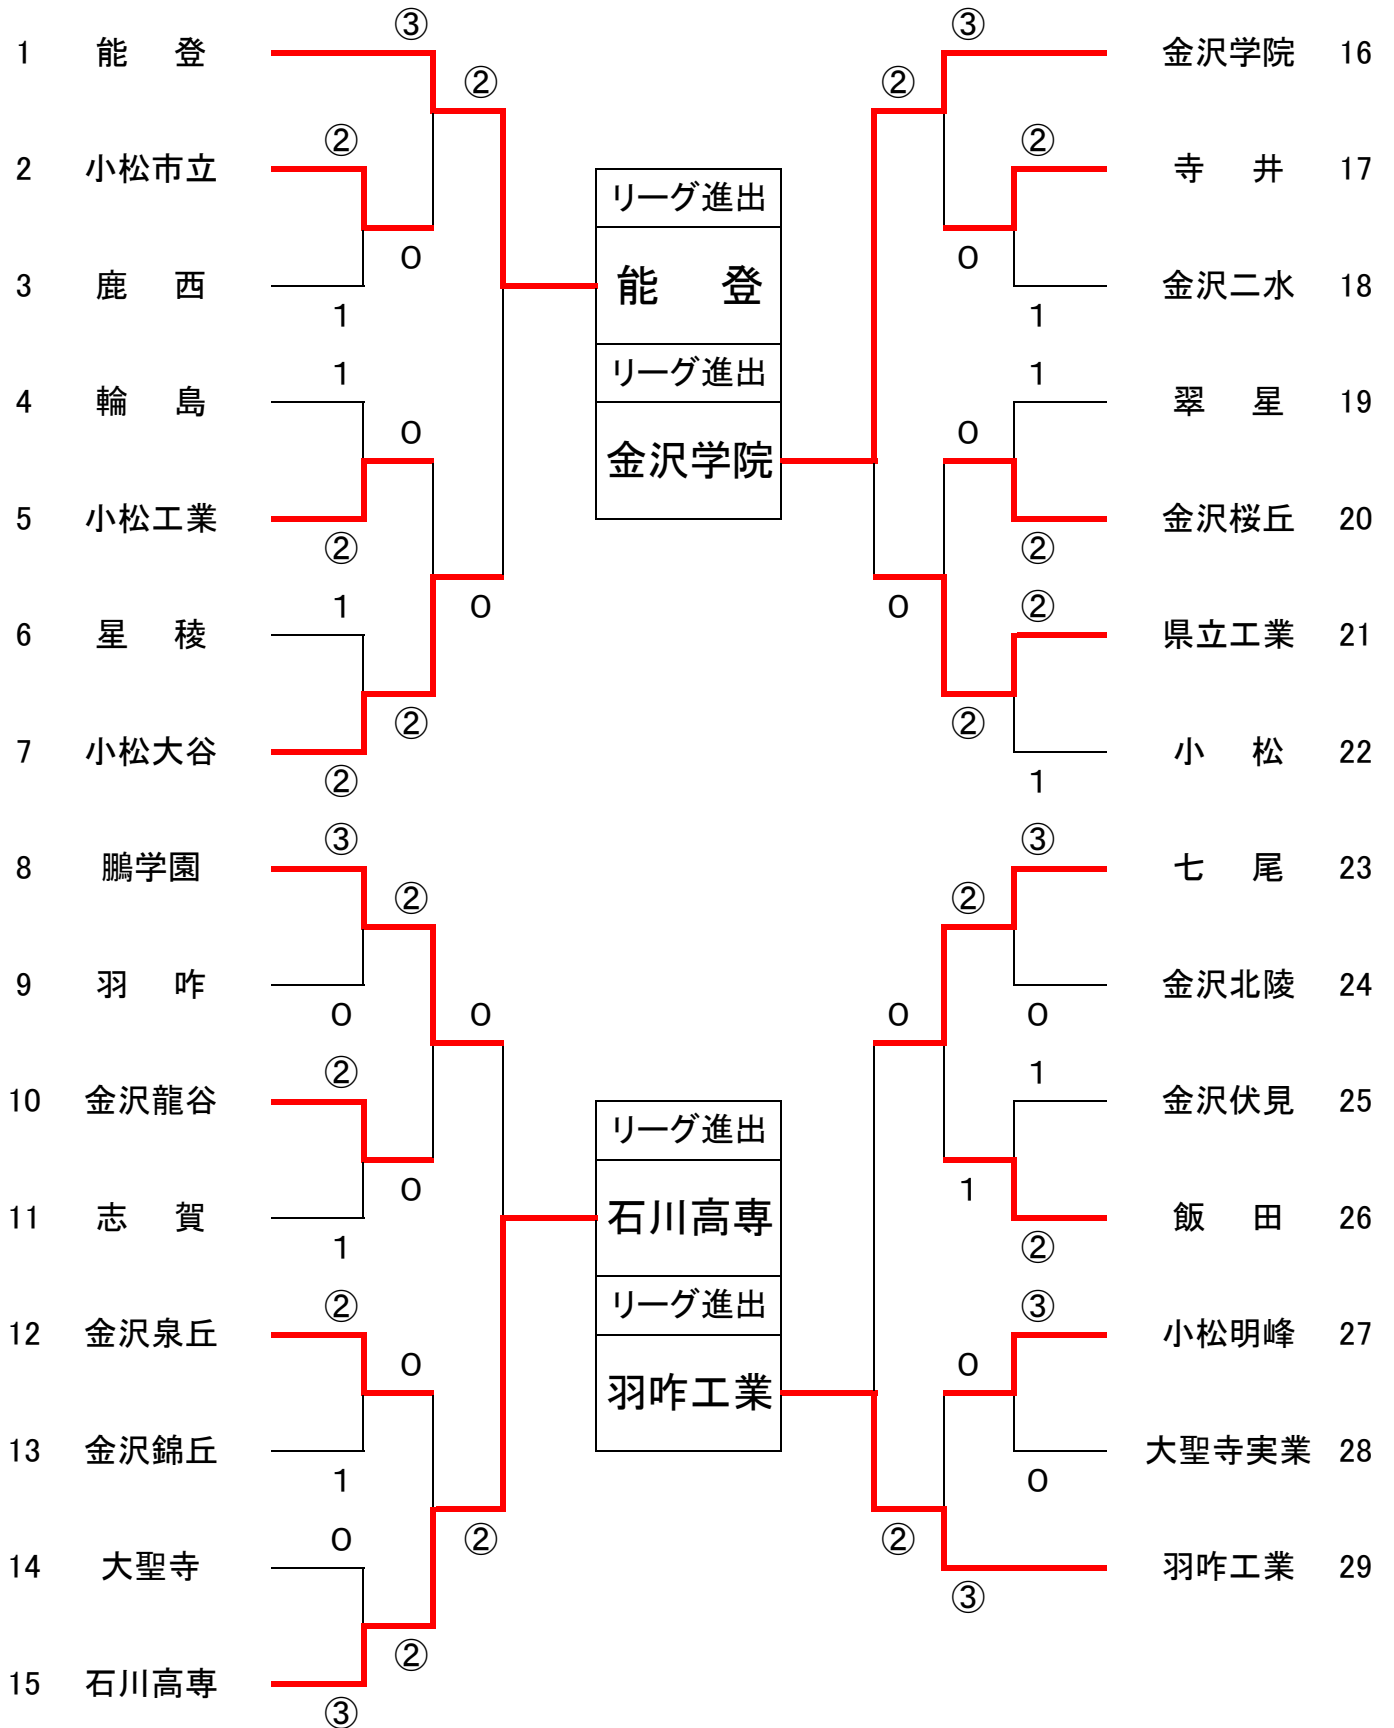 ③ ③
1 能 登 金沢学院 16
② ②
② ②
2 小松市立 リーグ進出 寺 井 17
0 0
3 鹿 西 能 登 金沢二水 18
1 1
1 リーグ進出 1
4 輪 島 翠 星 19
0 0
金沢学院
5 小松工業 金沢桜丘 20
② ②
1 0 0 ②
6 星 稜 県立工業 21
② ②
7 小松大谷 小 松 22
② 1
③ ③
8 鵬学園 七 尾 23
② ②
9 羽 咋 金沢北陵 24
0 0 0 0
② 1
10 金沢龍谷 金沢伏見 25
リーグ進出
0 1
11 志 賀 石川高専 飯 田 26
1 ②
② リーグ進出 ③
12 金沢泉丘 小松明峰 27
0 0
羽咋工業
13 金沢錦丘 大聖寺実業 28
1 0
0 ② ②
14 大聖寺 羽咋工業 29
③
②
15 石川高専
③